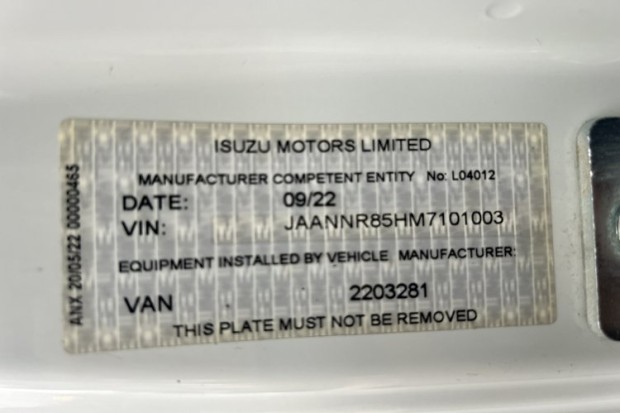 ISUZU MOTORS LIMITED
MANUFACTURER COMPETENT ENTITY No: L04012
DATE: 09/22
VIN: JAANNR85HM7101003
EQUIPMENT INSTALLED BY VEHICLE MANUFACTURER:
VAN 2203281
THIS PLATE MUST NOT BE REMOVED
ANX 20/05/22 00000465